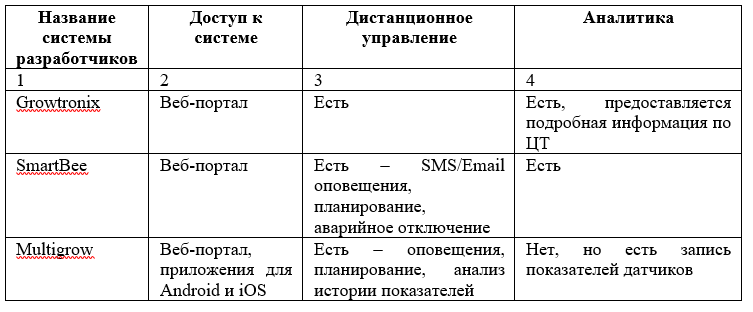 Название системы разработчиков
Доступ к системе
Дистанционное управление
Аналитика
1
2
3
4
Growtronix
Веб-портал
Есть
Есть, предоставляется
подробная информация по
ЦТ
SmartBee
Веб-портал
Есть – SMS/Email
оповещения,
планирование,
аварийное отключение
Есть
Multigrow
Веб-портал,
приложения для
Android и iOS
Есть – оповещения,
планирование, анализ
истории показателей
Нет, но есть запись
показателей датчиков